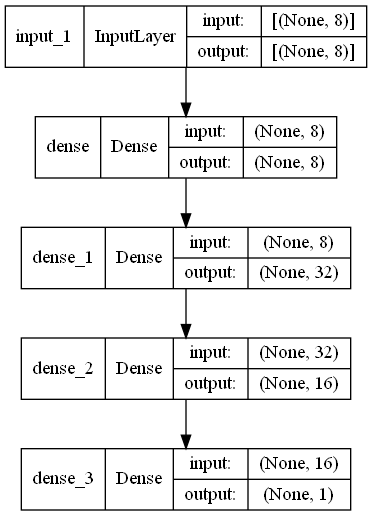 input_1 InputLayer input: [(None, 8)]
output: [(None, 8)]
dense Dense input: (None, 8)
output: (None, 8)
dense_1 Dense input: (None, 8)
output: (None, 32)
dense_2 Dense input: (None, 32)
output: (None, 16)
dense_3 Dense input: (None, 16)
output: (None, 1)